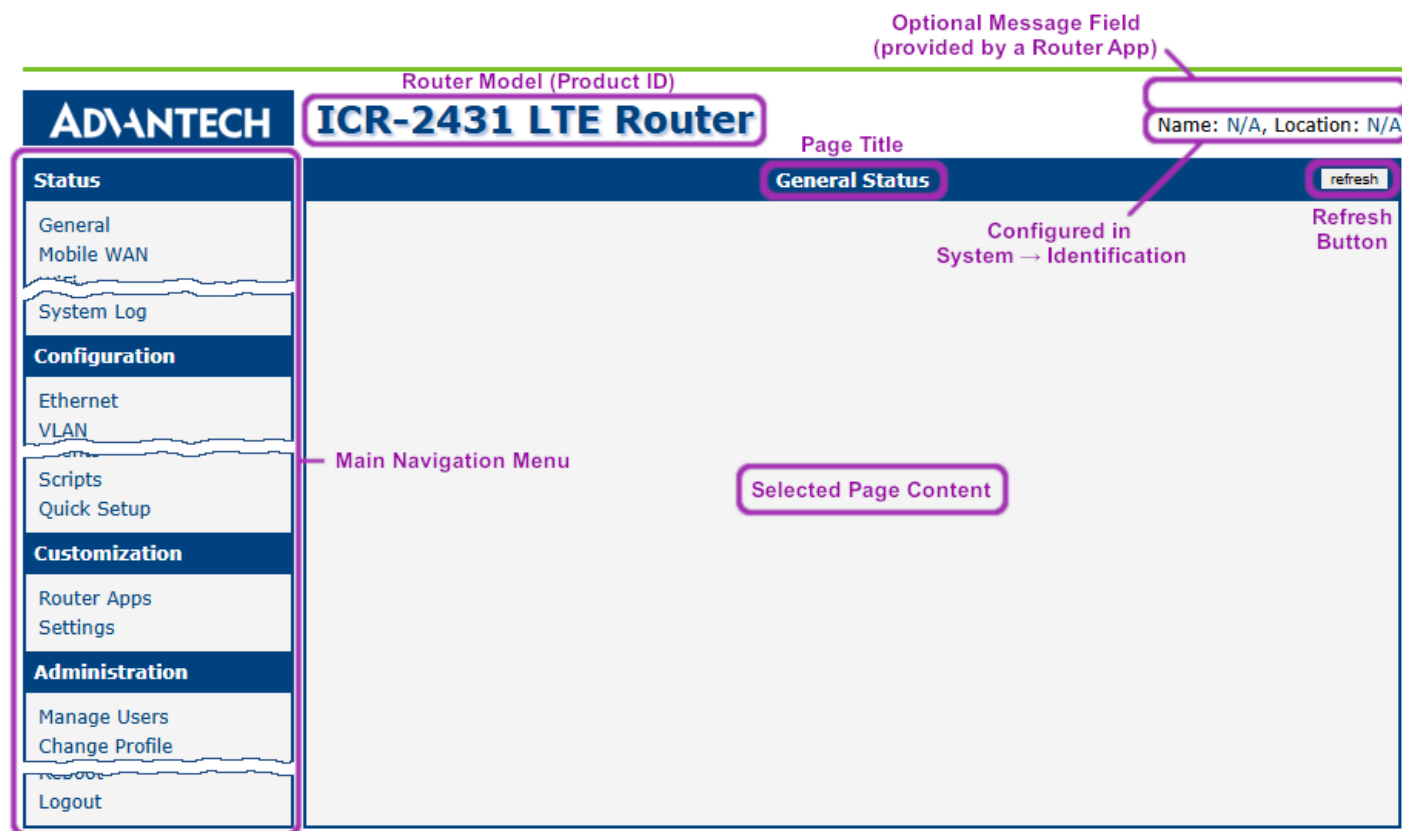 Optional Message Field
(provided by a Router App)
Router Model (Product ID)
ADVANTECH
ICR-2431 LTE Router
Name: N/A, Location: N/A
Page Title
Status
General Status
refresh
General
Mobile WAN
Configured in
System → Identification
Refresh
Button
System Log
Configuration
Ethernet
VLAN
Main Navigation Menu
Scripts
Quick Setup
Selected Page Content
Customization
Router Apps
Settings
Administration
Manage Users
Change Profile
Reboot
Logout